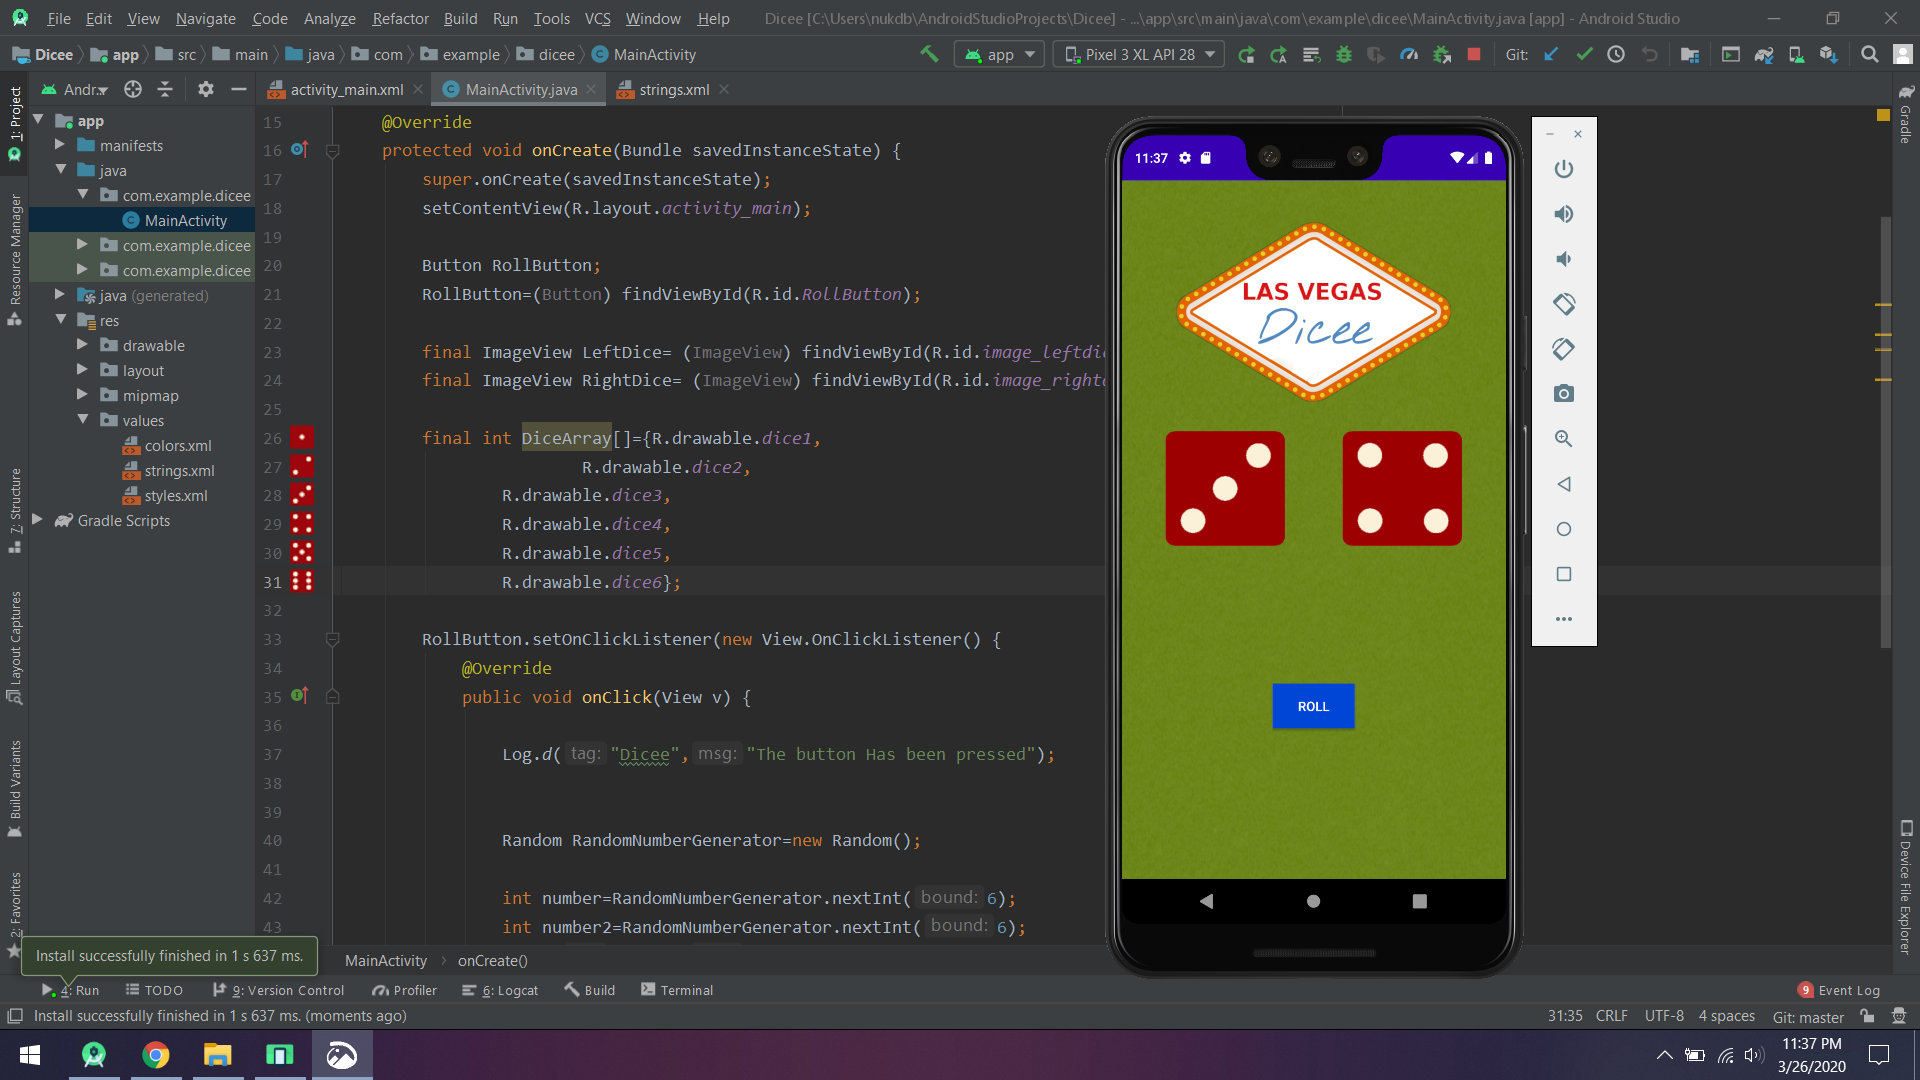 File Edit View Navigate Code Analyze Refactor Build Run Tools VCS Window Help Dicee [C:\Users\nukdb\AndroidStudioProjects\Dicee] - ...\app\src\main\java\com\example\dicee\MainActivity.java [app] - Android Studio
Dicee app src main java com example dicee MainActivity app Pixel 3 XL API 28 Git:
Andr... activity_main.xml MainActivity.java strings.xml
1: Project
Resource Manager
7: Structure
Layout Captures
Build Variants
2: Favorites
app
manifests
java
com.example.dicee
MainActivity
com.example.dicee
com.example.dicee
java (generated)
res
drawable
layout
mipmap
values
colors.xml
strings.xml
styles.xml
Gradle Scripts
15 @Override
16 protected void onCreate(Bundle savedInstanceState) {
17 super.onCreate(savedInstanceState);
18 setContentView(R.layout.activity_main);
19
20 Button RollButton;
21 RollButton=(Button) findViewById(R.id.RollButton);
22
23 final ImageView LeftDice= (ImageView) findViewById(R.id.image_leftdic
24 final ImageView RightDice= (ImageView) findViewById(R.id.image_right
25
26 final int DiceArray[]={R.drawable.dice1,
27 R.drawable.dice2,
28 R.drawable.dice3,
29 R.drawable.dice4,
30 R.drawable.dice5,
31 R.drawable.dice6};
32
33 RollButton.setOnClickListener(new View.OnClickListener() {
34 @Override
35 public void onClick(View v) {
36
37 Log.d( tag: "Dicee", msg: "The button Has been pressed");
38
39
40 Random RandomNumberGenerator=new Random();
41
42 int number=RandomNumberGenerator.nextInt( bound: 6);
43 int number2=RandomNumberGenerator.nextInt( bound: 6);
11:37
LAS VEGAS
Dicee
ROLL
Gradle
Device File Explorer
Install successfully finished in 1 s 637 ms.
MainActivity onCreate()
4: Run TODO 9: Version Control Profiler 6: Logcat Build Terminal 9 Event Log
Install successfully finished in 1 s 637 ms. (moments ago) 31:35 CRLF UTF-8 4 spaces Git: master
11:37 PM
3/26/2020